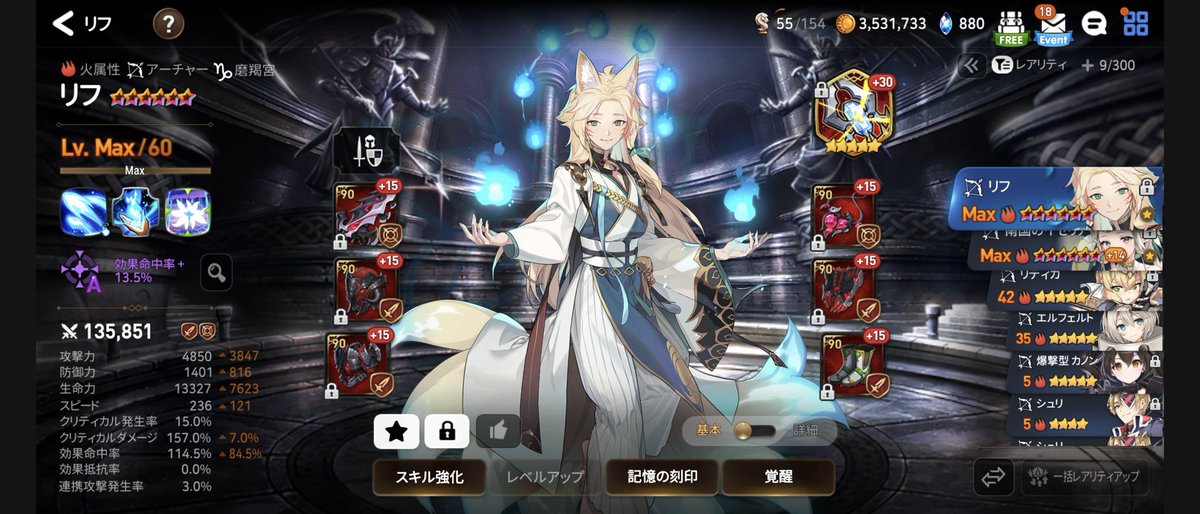 リフ
?
55/154
3,531,733
880
FREE
18
Event
火属性 アーチャー 磨羯宮
リフ
レアリティ
9/300
Lv. Max/60
Max
効果命中率+
13.5%
A
135,851
攻撃力 4850 3847
防御力 1401 816
生命力 13327 7623
スピード 236 121
クリティカル発生率 15.0%
クリティカルダメージ 157.0% 7.0%
効果命中率 114.5% 84.5%
効果抵抗率 0.0%
連携攻撃発生率 3.0%
+30
90 +15
90 +15
90 +15
90 +15
90 +15
90 +15
基本 詳細
スキル強化
レベルアップ
記憶の刻印
覚醒
リフ
Max
Max +14
リディカ
42
エルフェルト
35
爆撃型 カノン
5
シュリ
5
シュリ
一括レアリティアップ